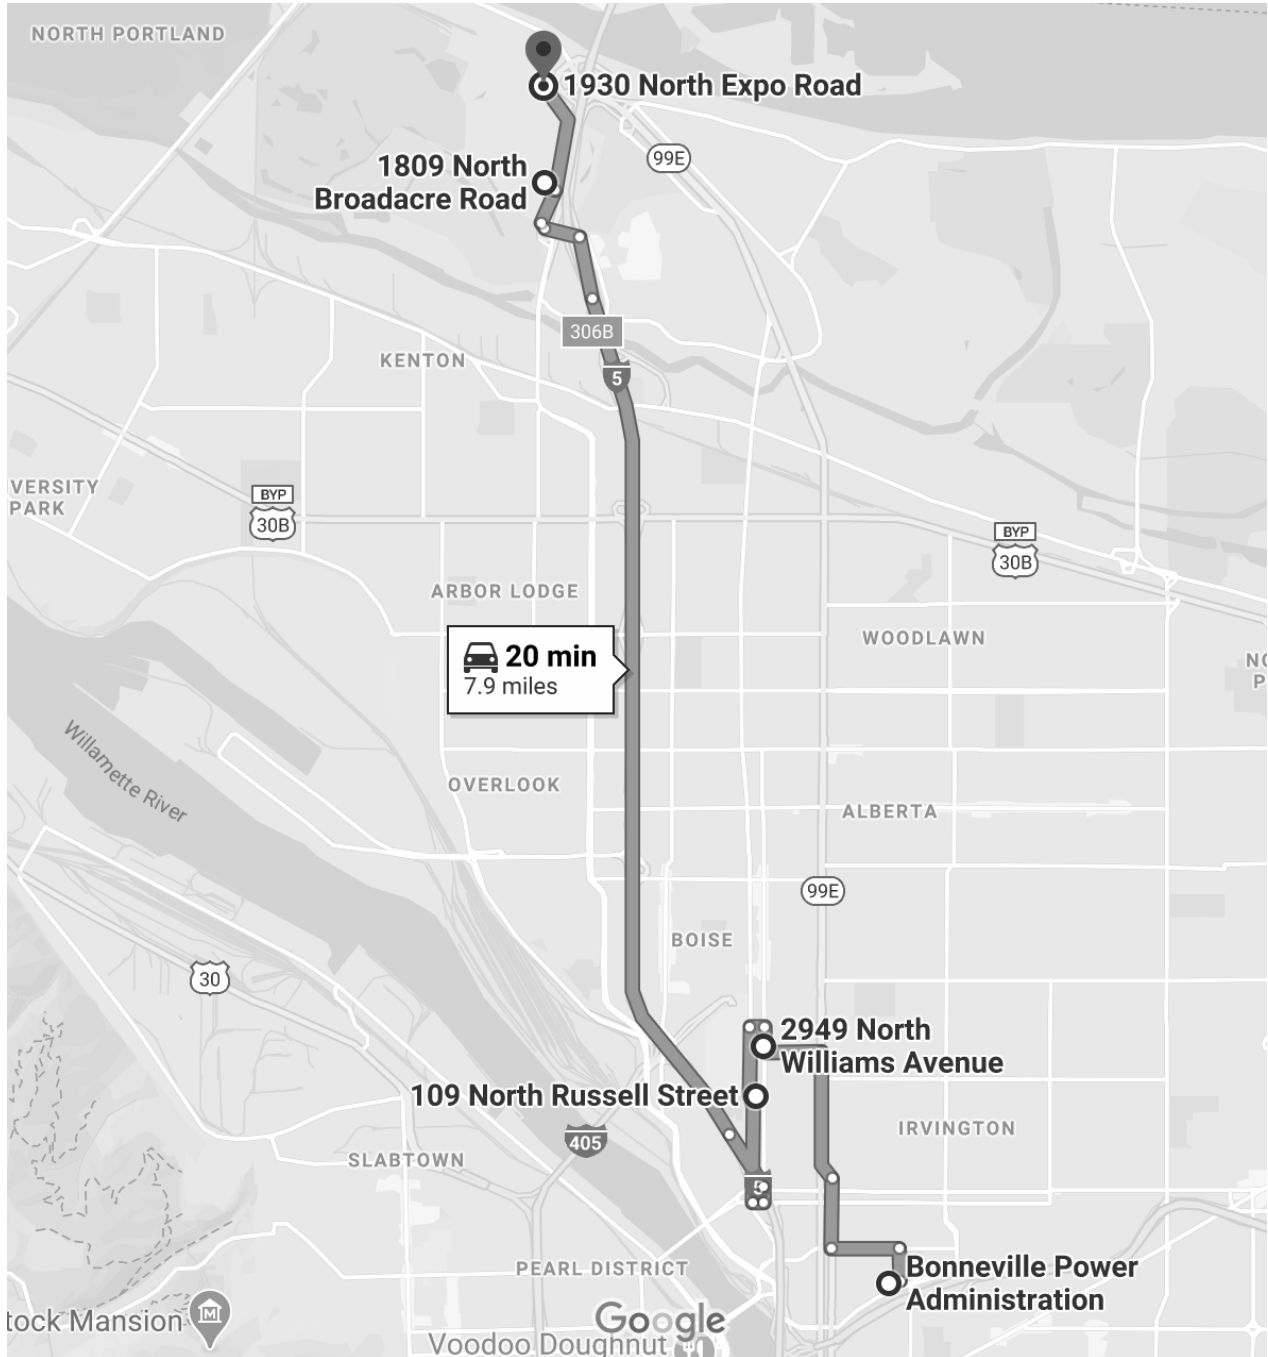 NORTH PORTLAND
1930 North Expo Road
99E
1809 North
Broadacre Road
306B
5
KENTON
VERSITY
PARK
BYP
30B
BYP
30B
ARBOR LODGE
WOODLAWN
20 min
7.9 miles
NO
P
Willamette River
OVERLOOK
ALBERTA
99E
BOISE
30
2949 North
Williams Avenue
109 North Russell Street
IRVINGTON
405
SLABTOWN
5
PEARL DISTRICT
Bonneville Power
Administration
tock Mansion
Google
Voodoo Doughnut